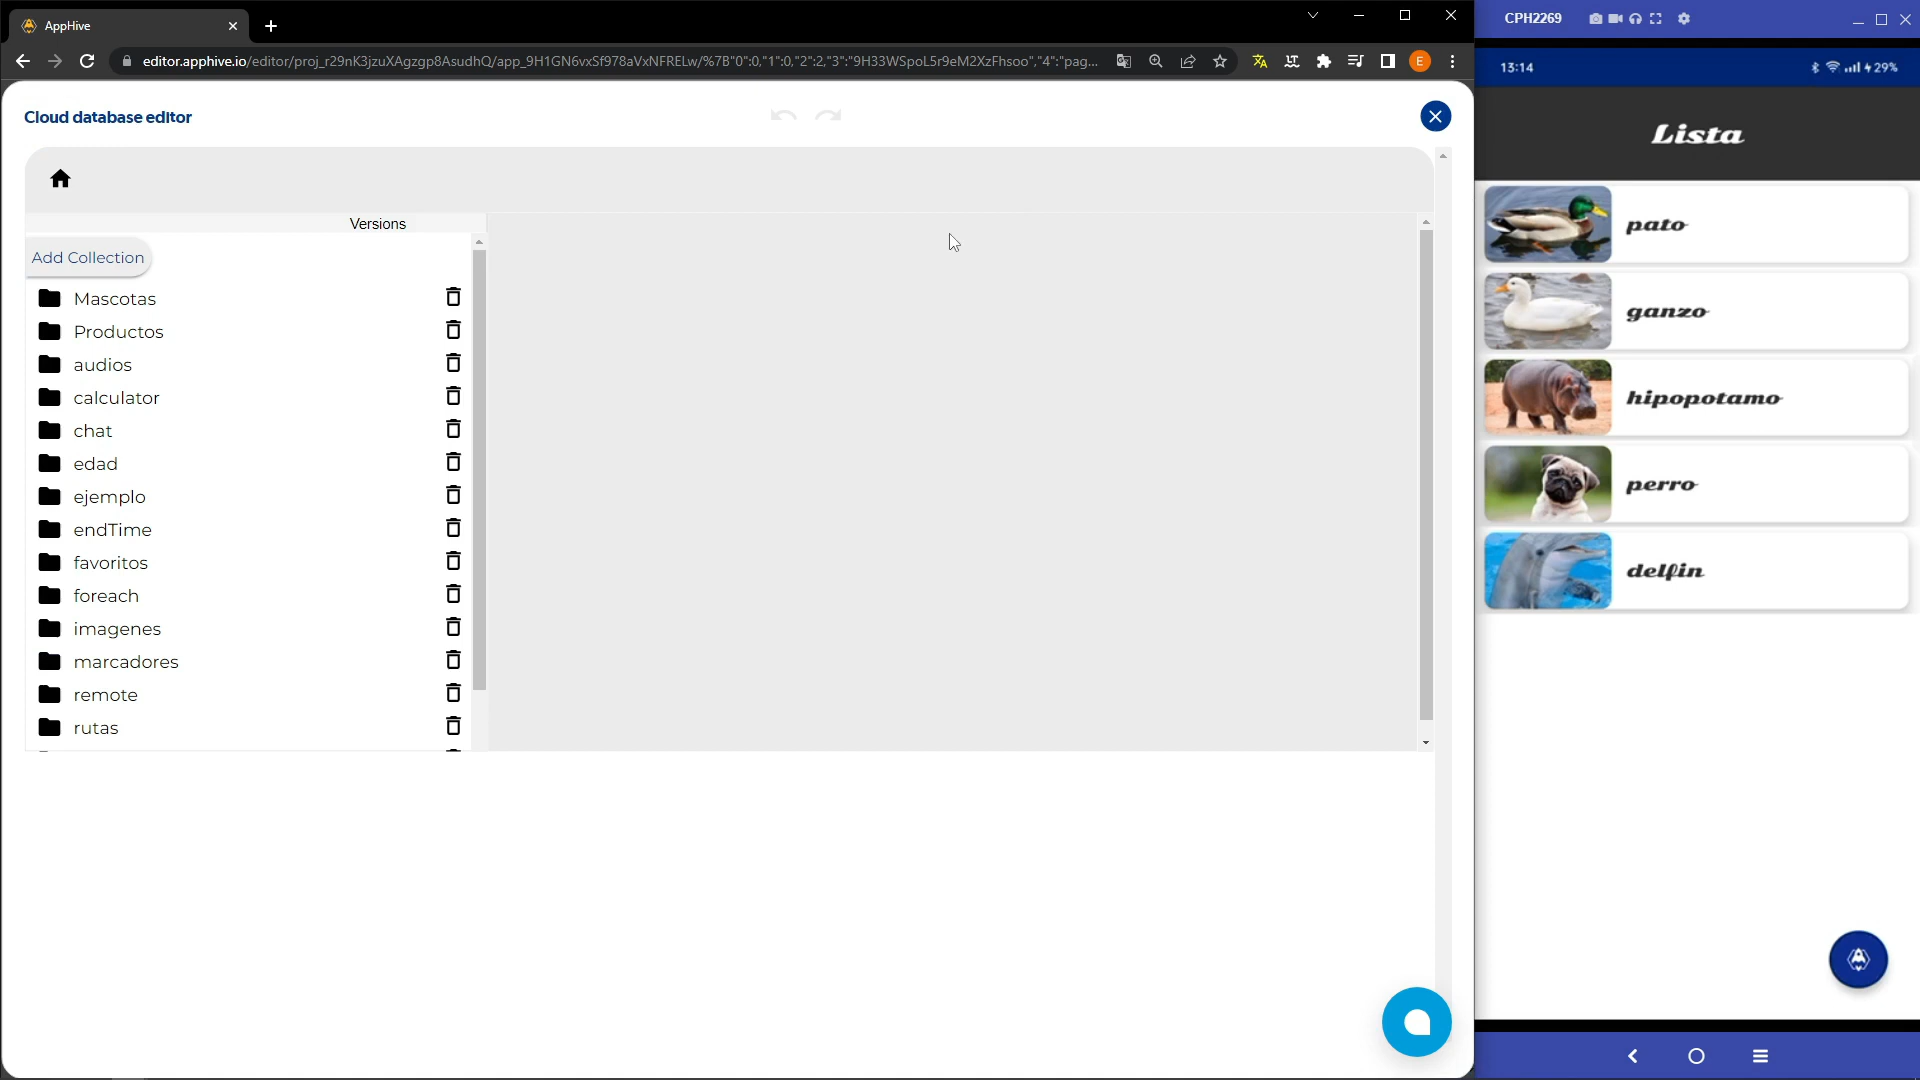 AppHive
editor.apphive.io/editor/proj_r29nK3jzuXAgzgp8AsudhQ/app_9H1GN6vxSf978aVxNFRELw/%7B"0":0,"1":0,"2":2,"3":"9H33WSpoL5r9eM2XzFhsoo","4":"pag...
E
Cloud database editor
Versions
Add Collection
Mascotas
Productos
audios
calculator
chat
edad
ejemplo
endTime
favoritos
foreach
imagenes
marcadores
remote
rutas
CPH2269
13:14
29%
Lista
pato
ganzo
hipopotamo
perro
delfin